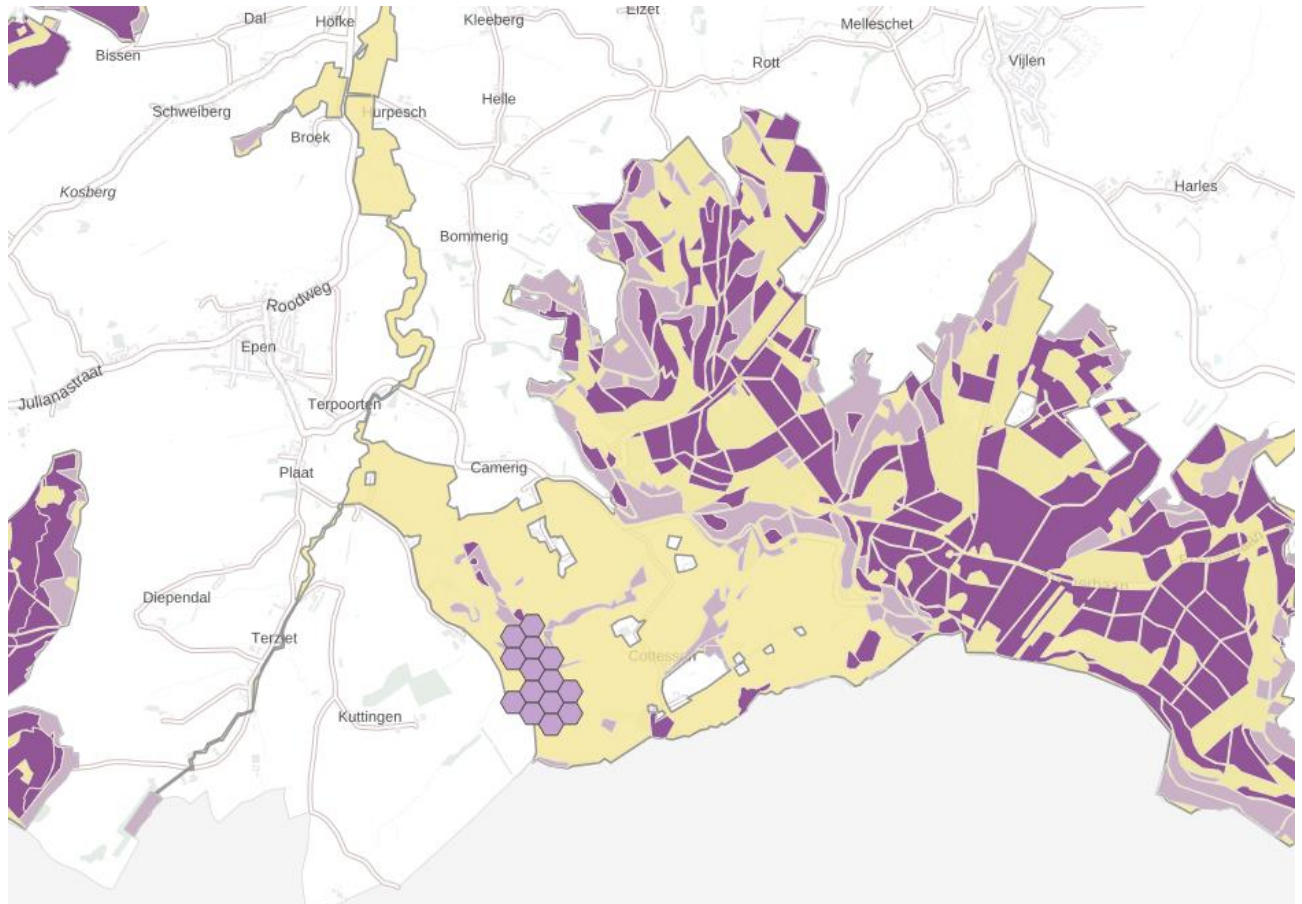 Dal
Höfke
Kleeberg
Elzet
Melleschet
Bissen
Rott
Vijlen
Helle
Schweiberg
Hurpesch
Broek
Kosberg
Harles
Bommerig
Roodweg
Epen
Julianastraat
Terpoorten
Camerig
Plaat
Diependal
Terziet
Cottessen
Kuttingen